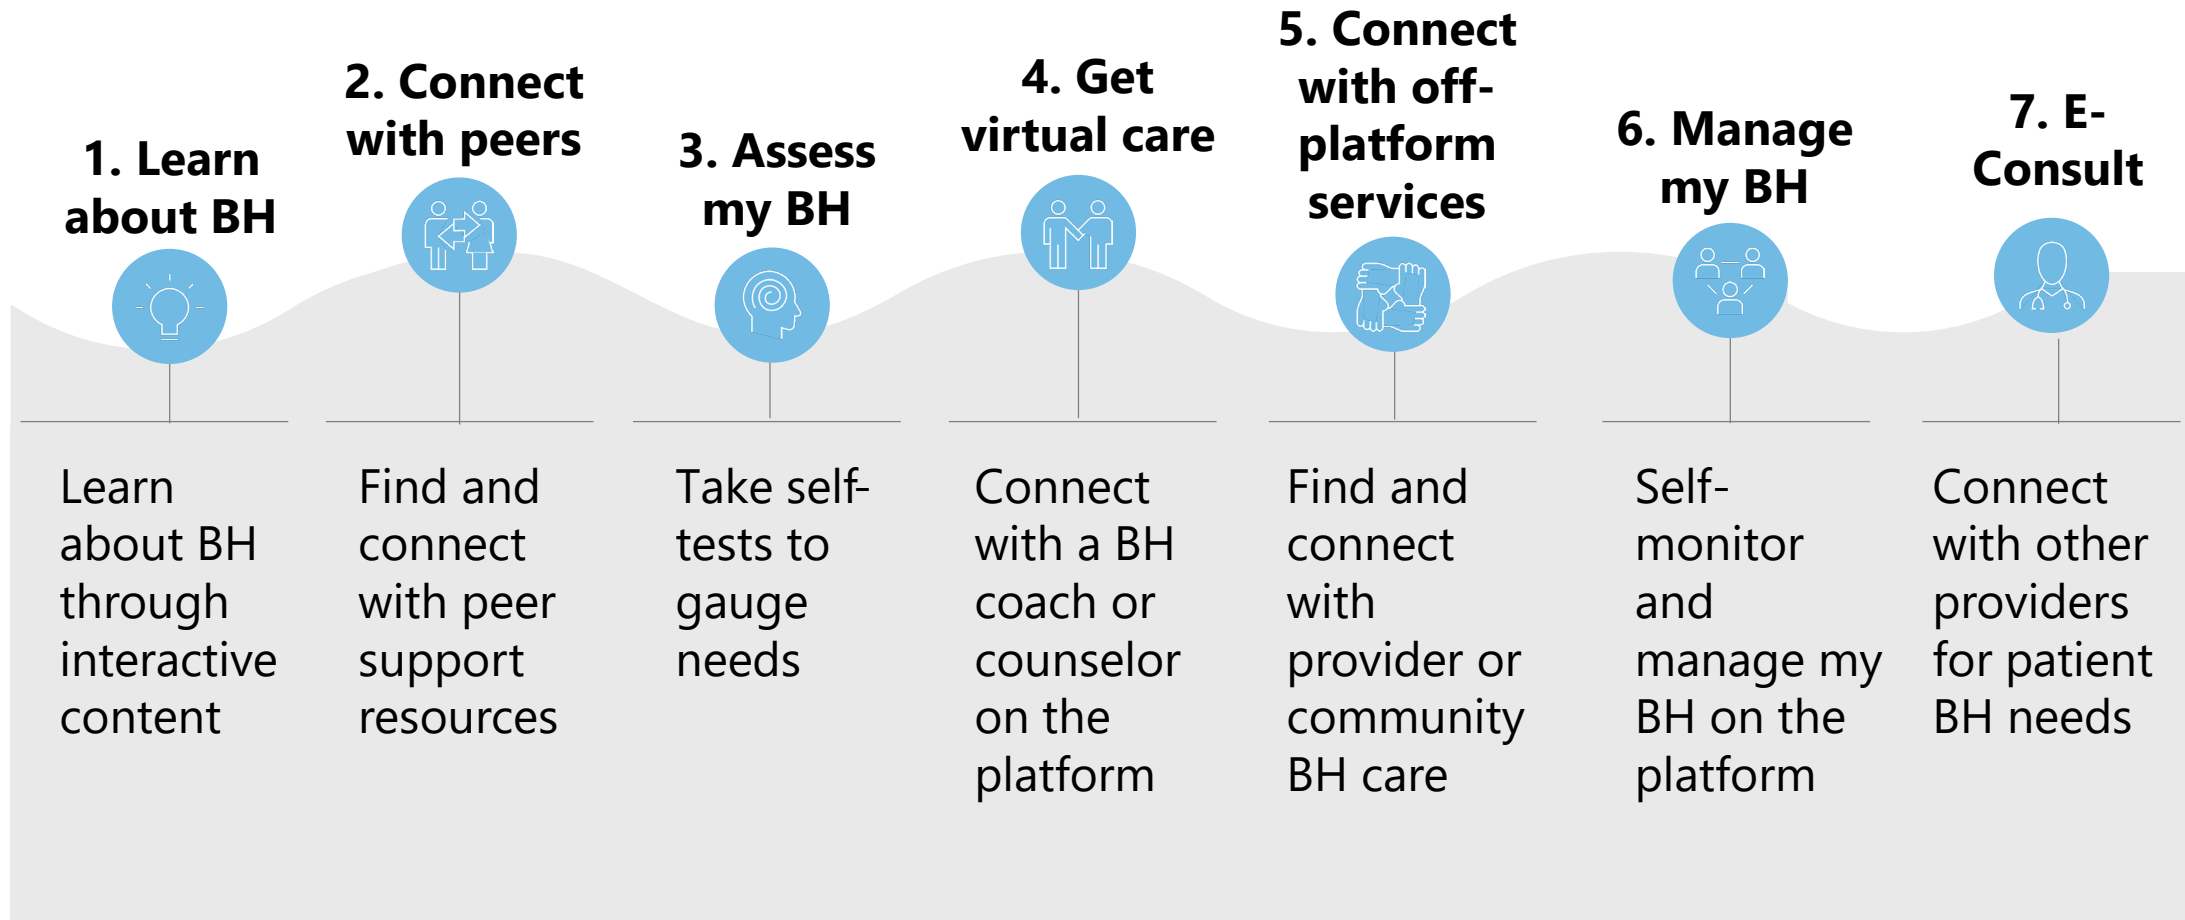 1. Learn
about BH
Learn
about BH
through
interactive
content
2. Connect
with peers
Find and
connect
with peer
support
resources
3. Assess
my BH
Take self-
tests to
gauge
needs
4. Get
virtual care
Connect
with a BH
coach or
counselor
on the
platform
5. Connect
with off-
platform
services
Find and
connect
with
provider or
community
BH care
6. Manage
my BH
Self-
monitor
and
manage my
BH on the
platform
7. E-
Consult
Connect
with other
providers
for patient
BH needs